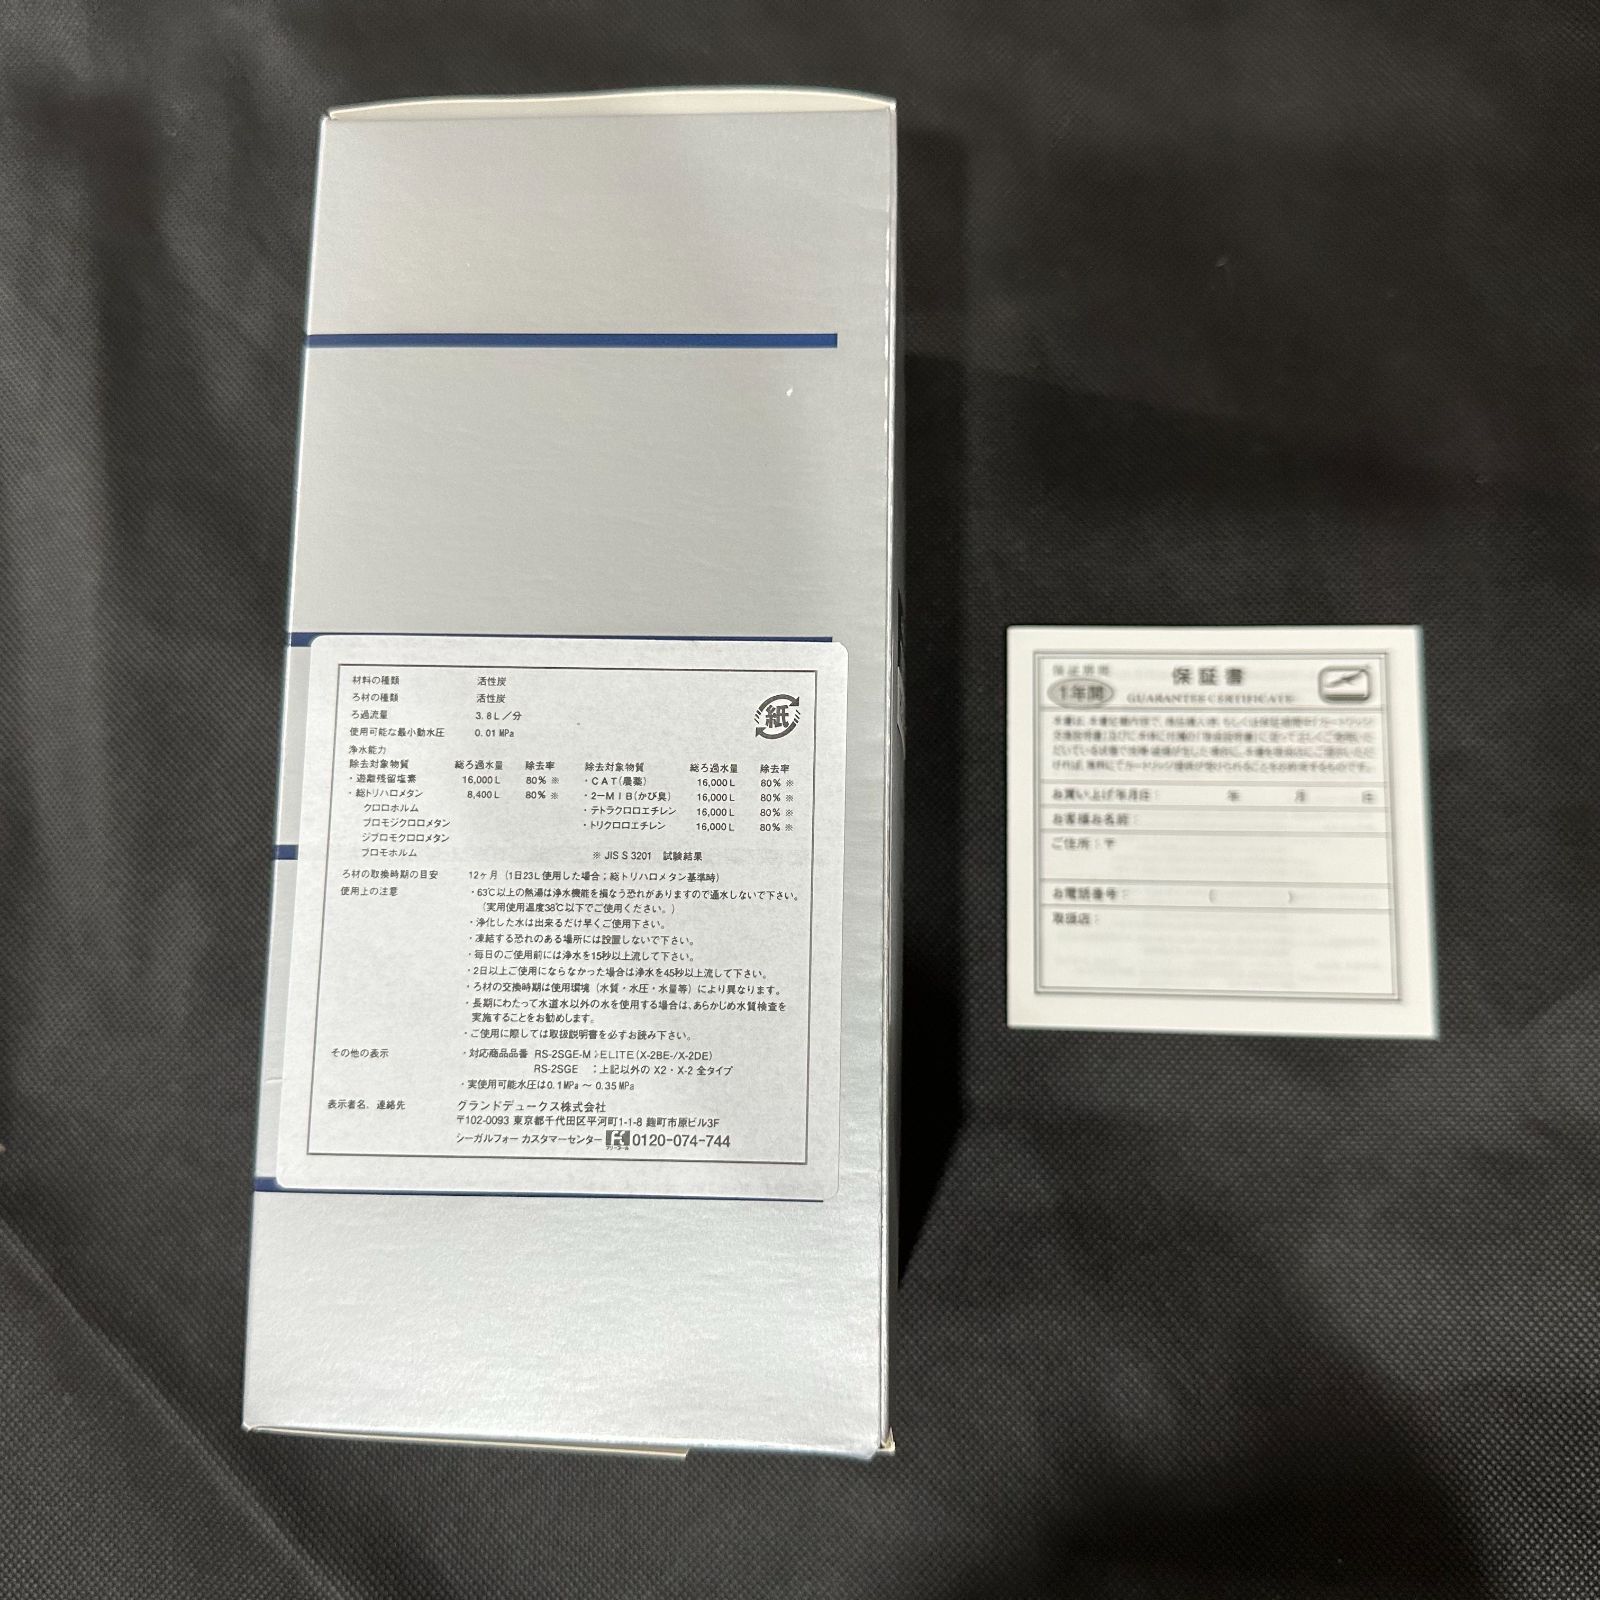 材料の種類 活性炭
ろ材の種類 活性炭
ろ過流量 3.8L/分
使用可能な最小動水圧 0.01MPa
浄水能力
除去対象物質 総ろ過水量 除去率 除去対象物質 総ろ過水量 除去率
・遊離残留塩素 16,000L 80%※ ・CAT(農薬) 16,000L 80%※
・総トリハロメタン 8,400L 80%※ ・2ーMIB(かび臭) 16,000L 80%※
クロロホルム ・テトラクロロエチレン 16,000L 80%※
ブロモジクロロメタン ・トリクロロエチレン 16,000L 80%※
ジブロモクロロメタン
ブロモホルム ※JIS S 3201 試験結果
紙
ろ材の取換時期の目安 12ヶ月(1日23L使用した場合;総トリハロメタン基準時)
使用上の注意 ・63℃以上の熱湯は浄水機能を損なう恐れがありますので通水しないで下さい。
(実用使用温度38℃以下でご使用ください。)
・浄化した水は出来るだけ早くご使用下さい。
・凍結する恐れのある場所には設置しないで下さい。
・毎日のご使用前には浄水を15秒以上流して下さい。
・2日以上ご使用にならなかった場合は浄水を45秒以上流して下さい。
・ろ材の交換時期は使用環境(水質・水圧・水量等)により異なります。
・長期にわたって水道水以外の水を使用する場合は、あらかじめ水質検査を
実施することをお勧めします。
・ご使用に際しては取扱説明書を必ずお読み下さい。
その他の表示 ・対応商品品番 RS-2SGE-M;ELITE(X-2BE-/X-2DE)
RS-2SGE ;上記以外の X2・X-2 全タイプ
・実使用可能水圧は0.1MPa~0.35MPa
表示者名、連絡先 グランドデュークス株式会社
〒102-0093 東京都千代田区平河町1-1-8 麹町市原ビル3F
シーガルフォー カスタマーセンター フリーコール 0120-074-744
保証期間 保証書
1年間 GUARANTEE CERTIFICATE
お買い上げ年月日: 年 月 日
お客様お名前:
ご住所:〒
お電話番号: ( )
取扱店: